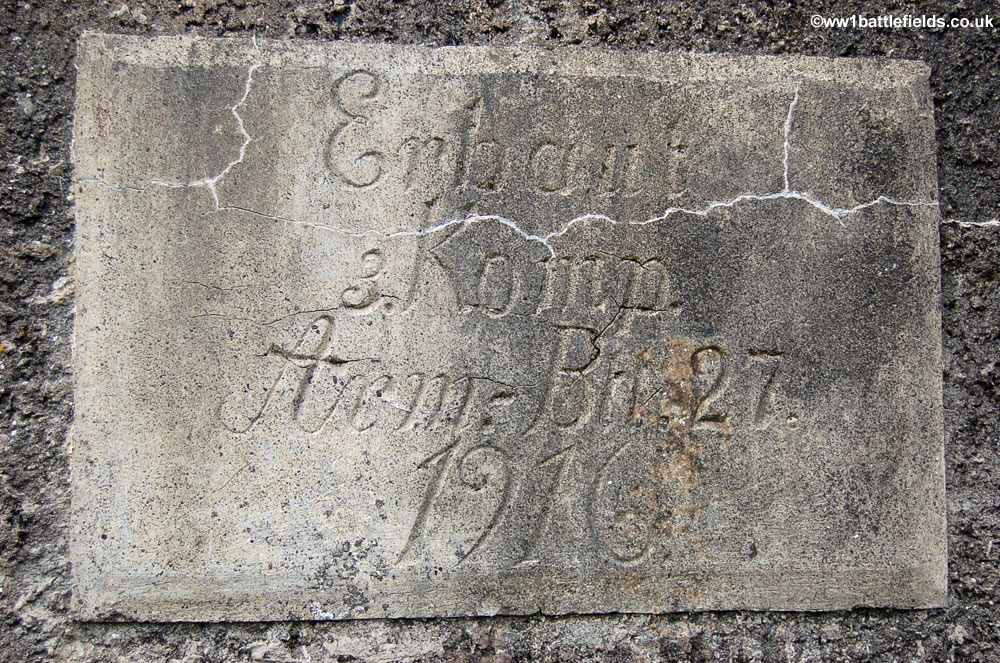 ©ww1battlefields.co.uk
Erbaut
3. Komp.
Arm.-Btl. 27.
1916.